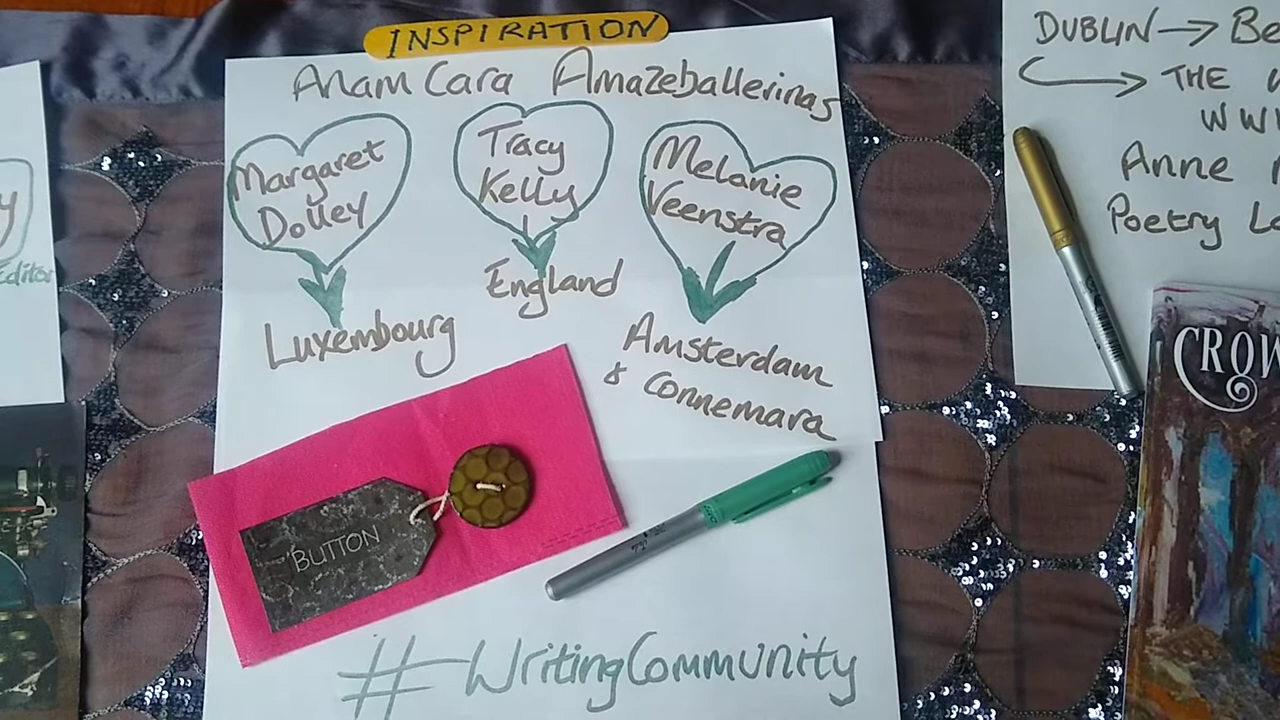 INSPIRATION
Anam Cara Amazeballerinas
Margaret
Dolley
Luxembourg
Tracy
Kelly
England
Melanie
Veenstra
Amsterdam
& Connemara
BUTTON
#WritingCommunity
Editor
DUBLIN → Be
THE
WW
Anne
Poetry
CROW